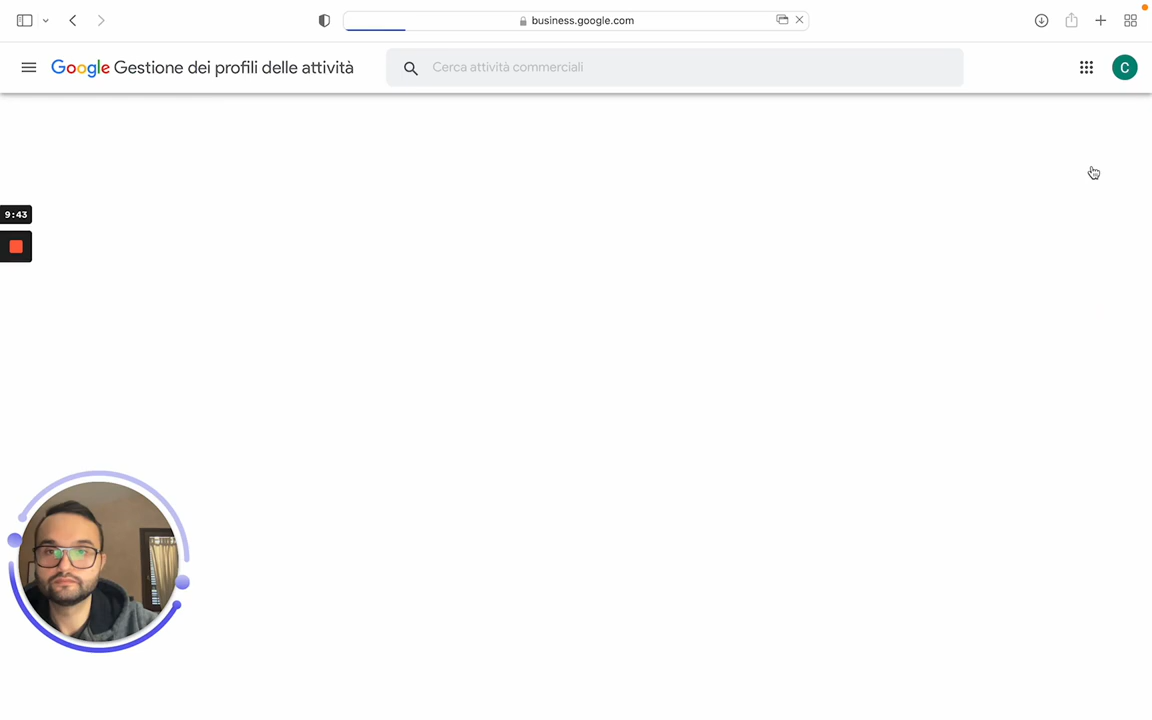 business.google.com
Google Gestione dei profili delle attività
Cerca attività commerciali
C
9:43